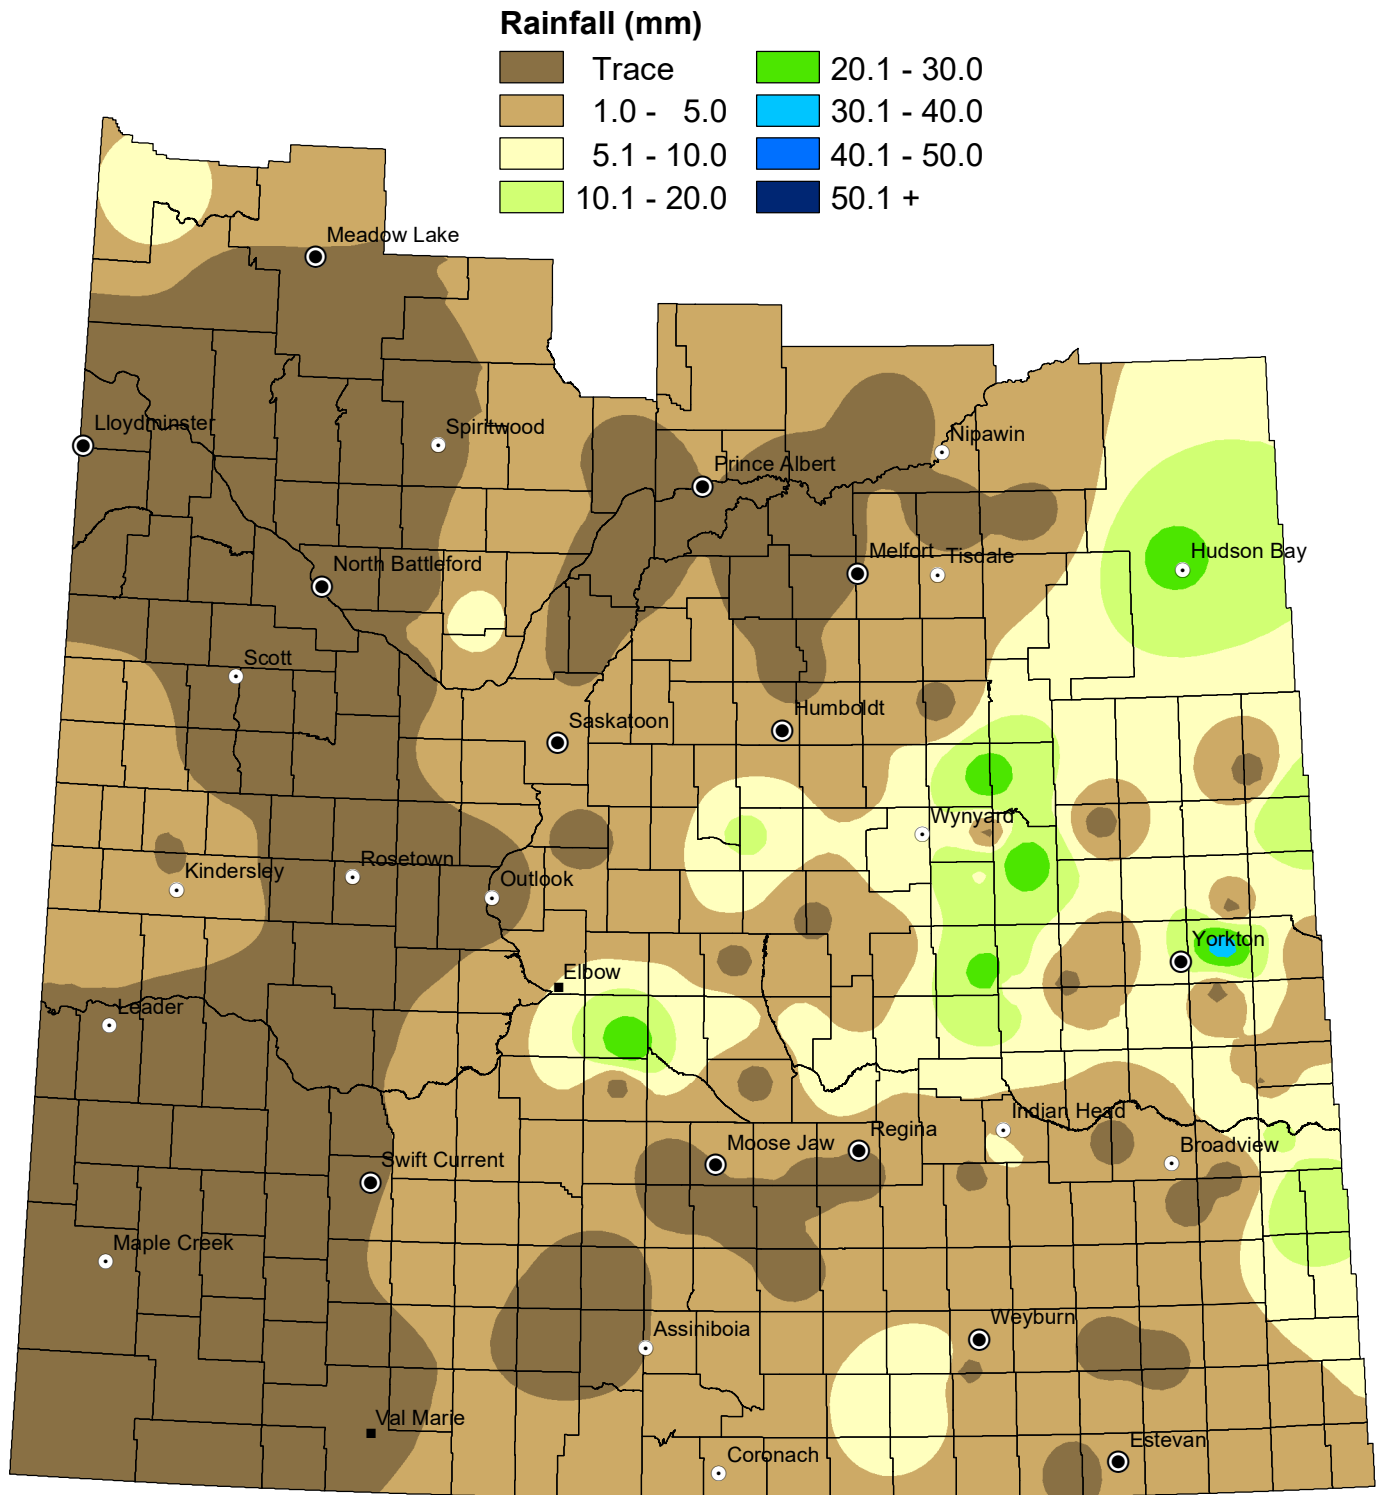 Rainfall (mm)
Trace
20.1 - 30.0
1.0 - 5.0
30.1 - 40.0
5.1 - 10.0
40.1 - 50.0
10.1 - 20.0
50.1 +
Meadow Lake
Lloydminster
Spiritwood
Nipawin
Prince Albert
Hudson Bay
Melfort
Tisdale
North Battleford
Scott
Humboldt
Saskatoon
Wynyard
Rosetown
Kindersley
Outlook
Yorkton
Elbow
Leader
Indian Head
Regina
Moose Jaw
Broadview
Swift Current
Maple Creek
Weyburn
Assiniboia
Val Marie
Estevan
Coronach